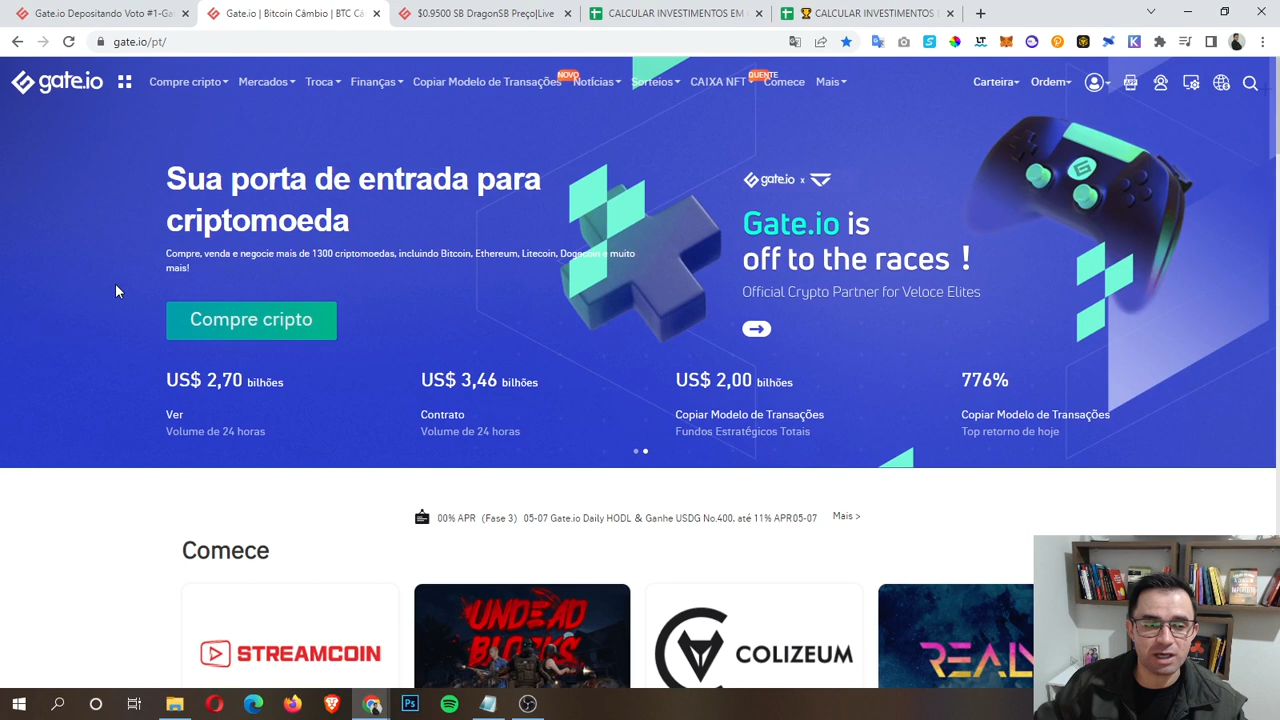 Gate.io Depositando Voto #1-Gat
Gate.io | Bitcoin Câmbio | BTC Câ
$0.9500 SB DragonSB Preço|Live
CALCULAR INVESTIMENTOS EM
CALCULAR INVESTIMENTOS E
gate.io/pt/
gate.io
Compre cripto
Mercados
Troca
Finanças
Copiar Modelo de Transações
NOVO
Notícias
Sorteios
CAIXA NFT
QUENTE
Comece
Mais
Carteira
Ordem
Sua porta de entrada para
criptomoeda
Compre, venda e negocie mais de 1300 criptomoedas, incluindo Bitcoin, Ethereum, Litecoin, Dogecoin e muito
mais!
Compre cripto
gate.io x
Gate.io is
off to the races !
Official Crypto Partner for Veloce Elites
US$ 2,70 bilhões
Ver
Volume de 24 horas
US$ 3,46 bilhões
Contrato
Volume de 24 horas
US$ 2,00 bilhões
Copiar Modelo de Transações
Fundos Estratégicos Totais
776%
Copiar Modelo de Transações
Top retorno de hoje
00% APR (Fase 3) 05-07 Gate.io Daily HODL & Ganhe USDG No.400, até 11% APR05-07
Mais >
Comece
STREAMCOIN
UNDEAD
BLOCKS
COLIZEUM
REAL